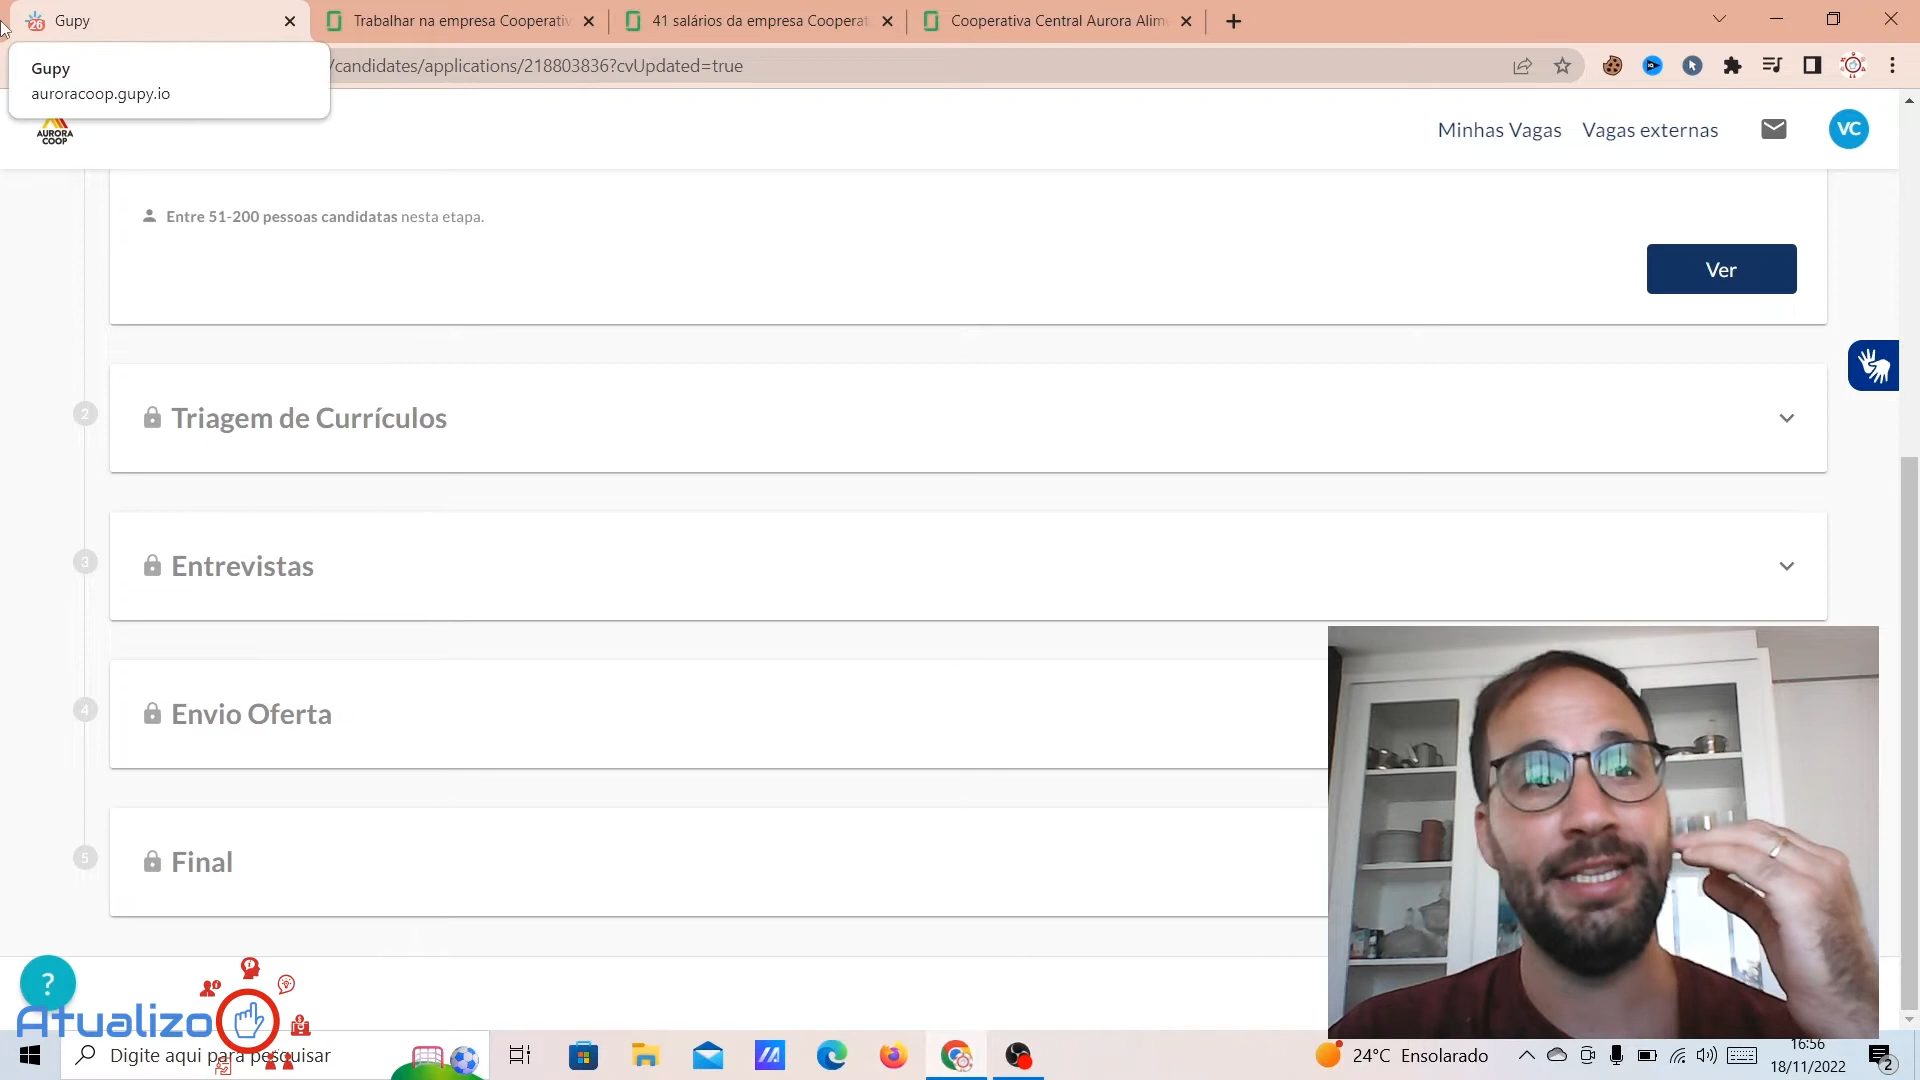 Gupy
Trabalhar na empresa Cooperativ
41 salários da empresa Coopera
Cooperativa Central Aurora Alim
Gupy
auroracoop.gupy.io
/candidates/applications/218803836?cvUpdated=true
AURORA
COOP
Minhas Vagas
Vagas externas
VC
Entre 51-200 pessoas candidatas nesta etapa.
Ver
2
Triagem de Currículos
3
Entrevistas
4
Envio Oferta
5
Final
?
Atualizo
Digite aqui para pesquisar
24°C Ensolarado
16:56
18/11/2022
2